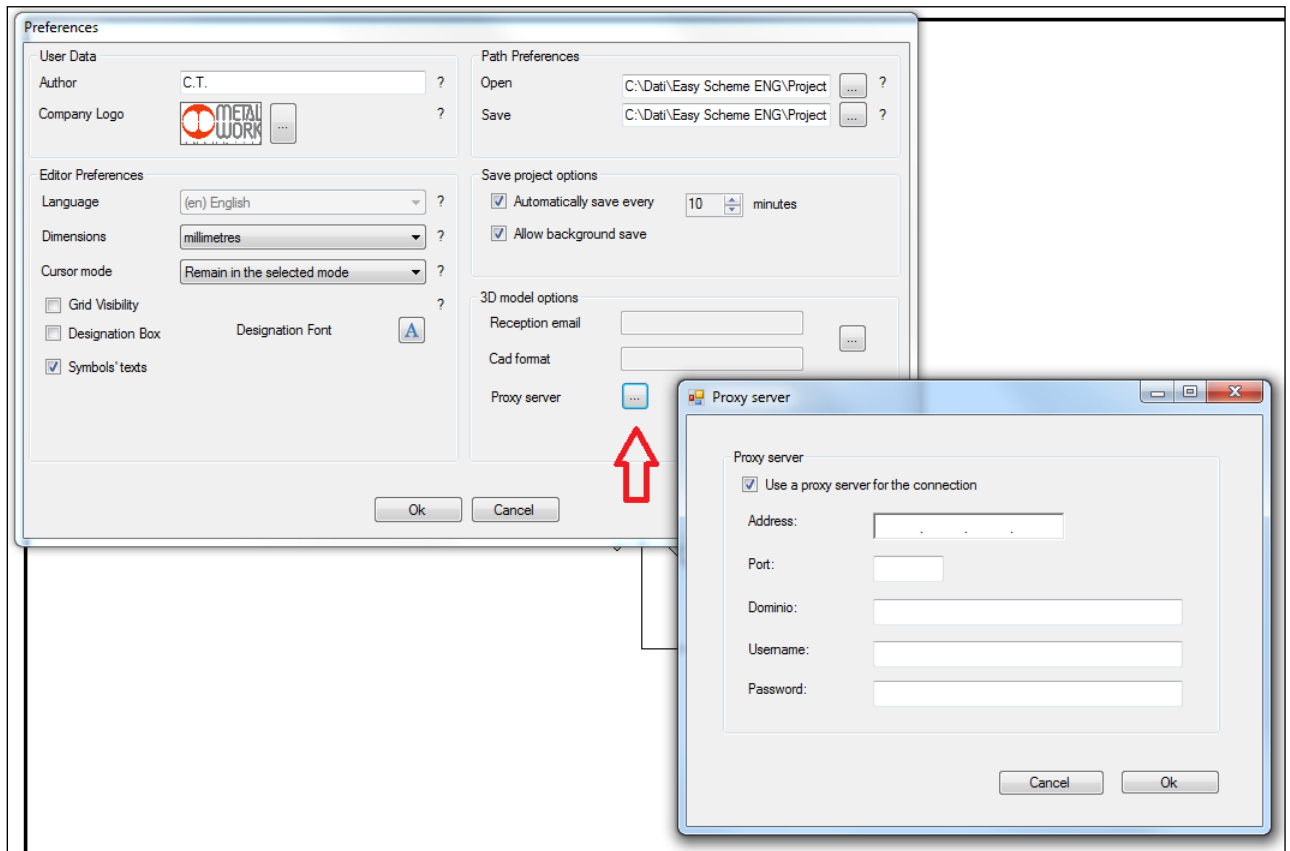 Preferences
User Data
Author
C.T.
?
Company Logo
METAL
WORK
...
?
Editor Preferences
Language
(en) English
?
Dimensions
millimetres
?
Cursor mode
Remain in the selected mode
?
Grid Visibility
?
Designation Box
Designation Font
A
Symbols' texts
Path Preferences
Open
C:\Dati\Easy Scheme ENG\Project
...
?
Save
C:\Dati\Easy Scheme ENG\Project
...
?
Save project options
Automatically save every
10
minutes
Allow background save
3D model options
Reception email
...
Cad format
Proxy server
...
Ok
Cancel
Proxy server
Proxy server
Use a proxy server for the connection
Address:
. . .
Port:
Dominio:
Username:
Password:
Cancel
Ok